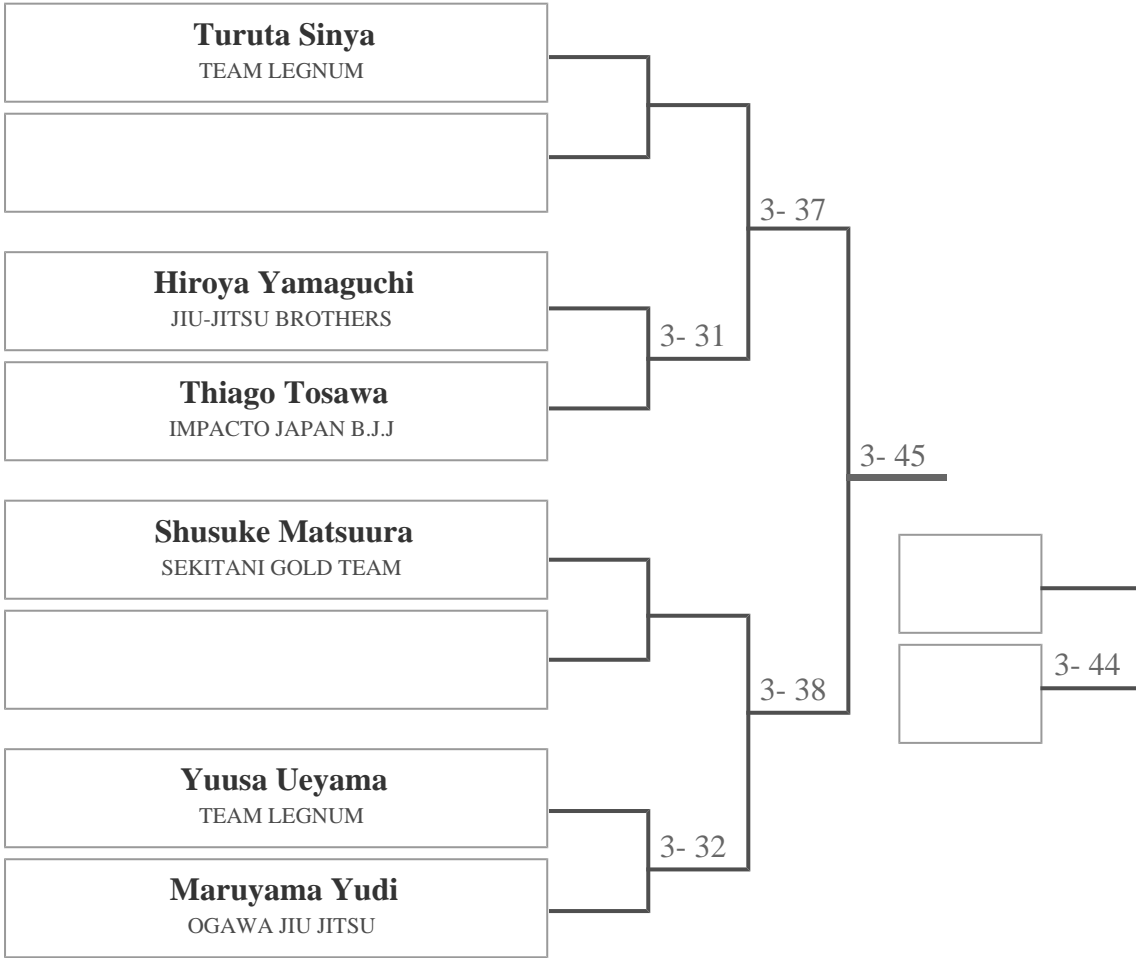 Turuta Sinya
TEAM LEGNUM
3- 37
Hiroya Yamaguchi
JIU-JITSU BROTHERS
3- 31
Thiago Tosawa
IMPACTO JAPAN B.J.J
3- 45
Shusuke Matsuura
SEKITANI GOLD TEAM
3- 44
3- 38
Yuusa Ueyama
TEAM LEGNUM
3- 32
Maruyama Yudi
OGAWA JIU JITSU